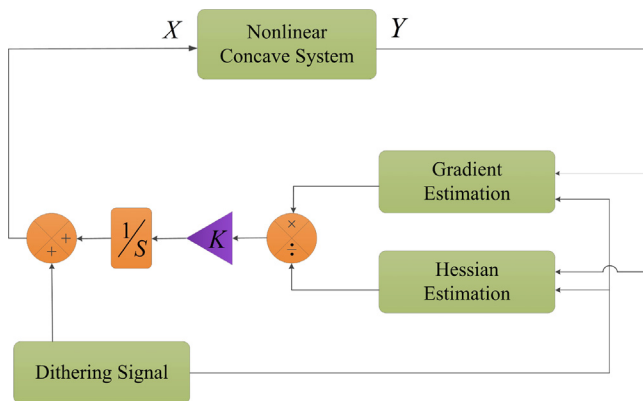 X
Nonlinear
Concave System
Y
Gradient
Estimation
×
÷
K
1/S
+
+
Hessian
Estimation
Dithering Signal